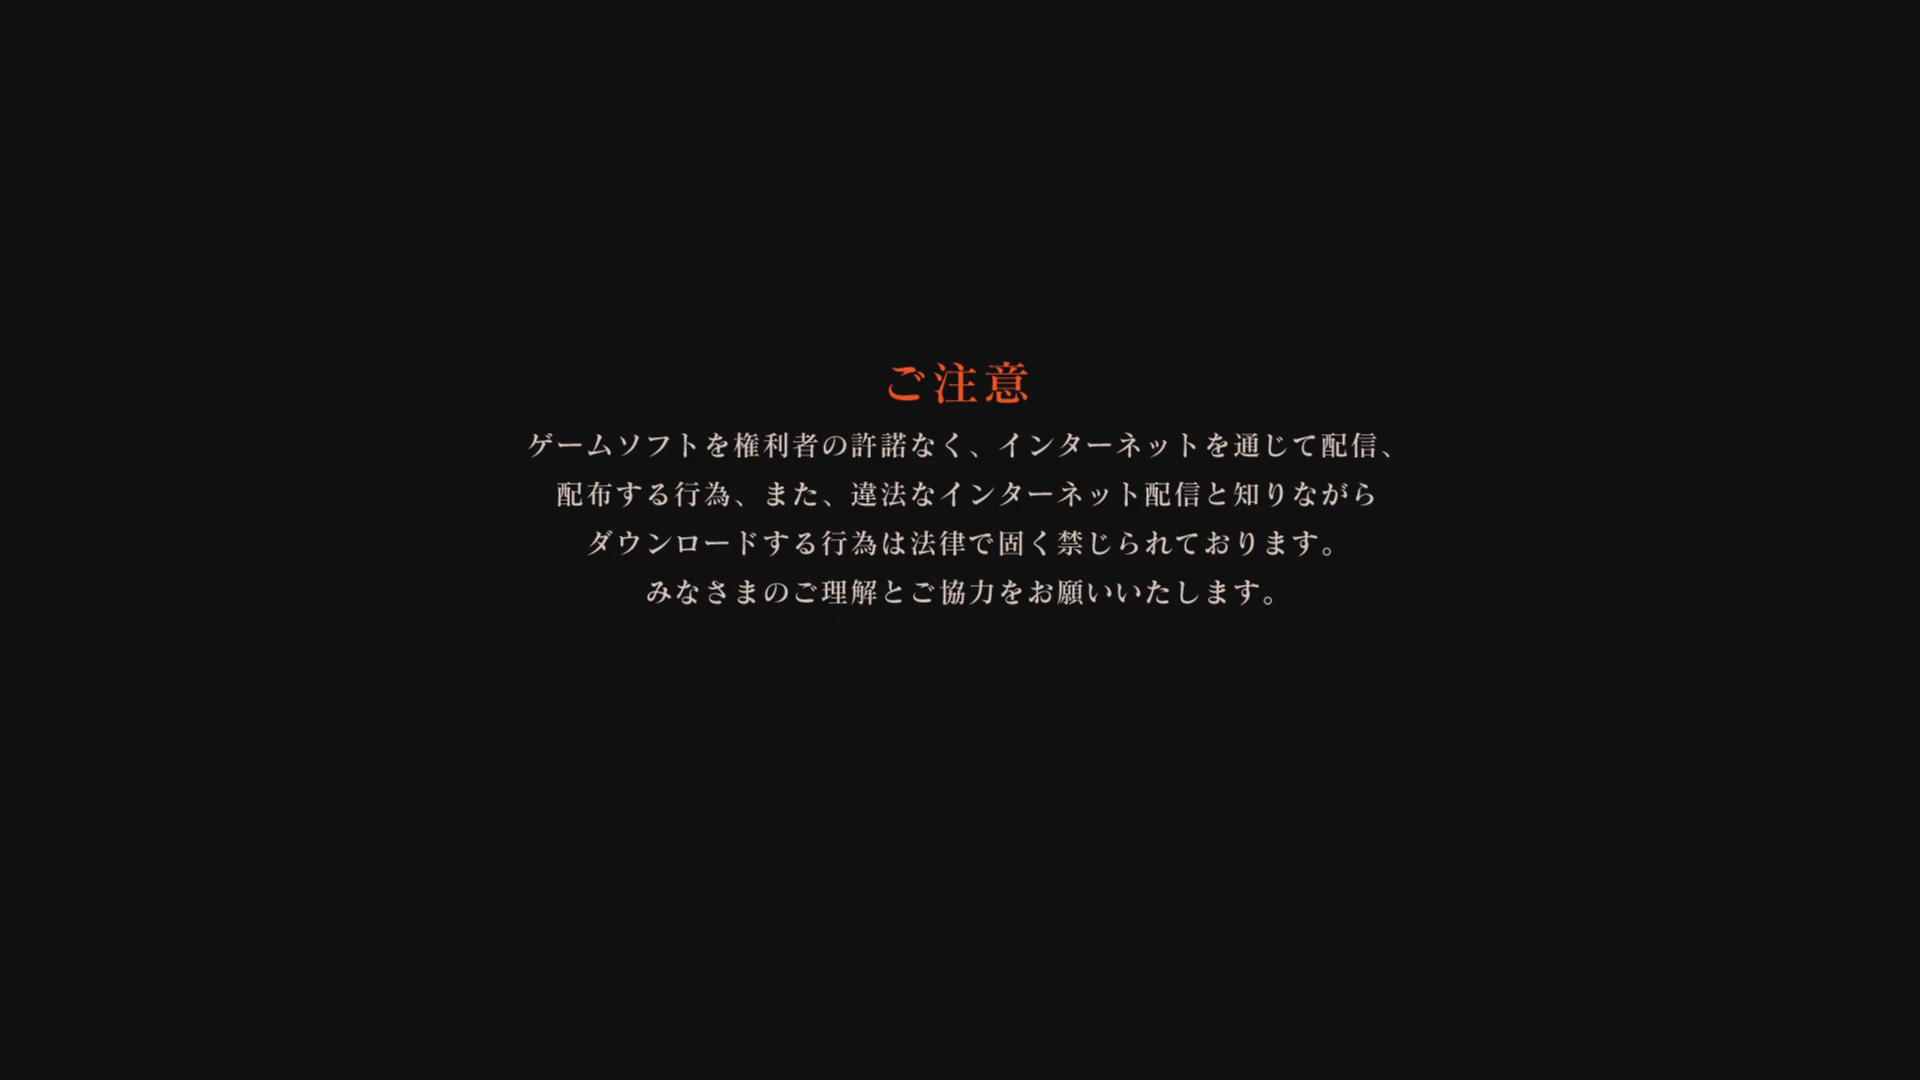 ご注意
ゲームソフトを権利者の許諾なく、インターネットを通じて配信、
配布する行為、また、違法なインターネット配信と知りながら
ダウンロードする行為は法律で固く禁じられております。
みなさまのご理解とご協力をお願いいたします。